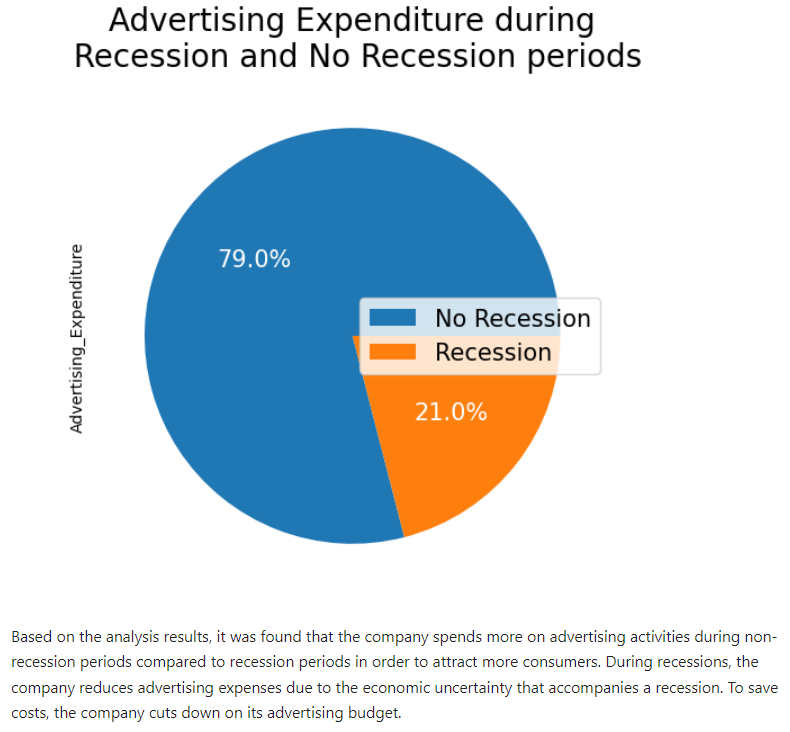 Advertising Expenditure during
Recession and No Recession periods
Advertising_Expenditure
79.0%
No Recession
Recession
21.0%
Based on the analysis results, it was found that the company spends more on advertising activities during non-
recession periods compared to recession periods in order to attract more consumers. During recessions, the
company reduces advertising expenses due to the economic uncertainty that accompanies a recession. To save
costs, the company cuts down on its advertising budget.